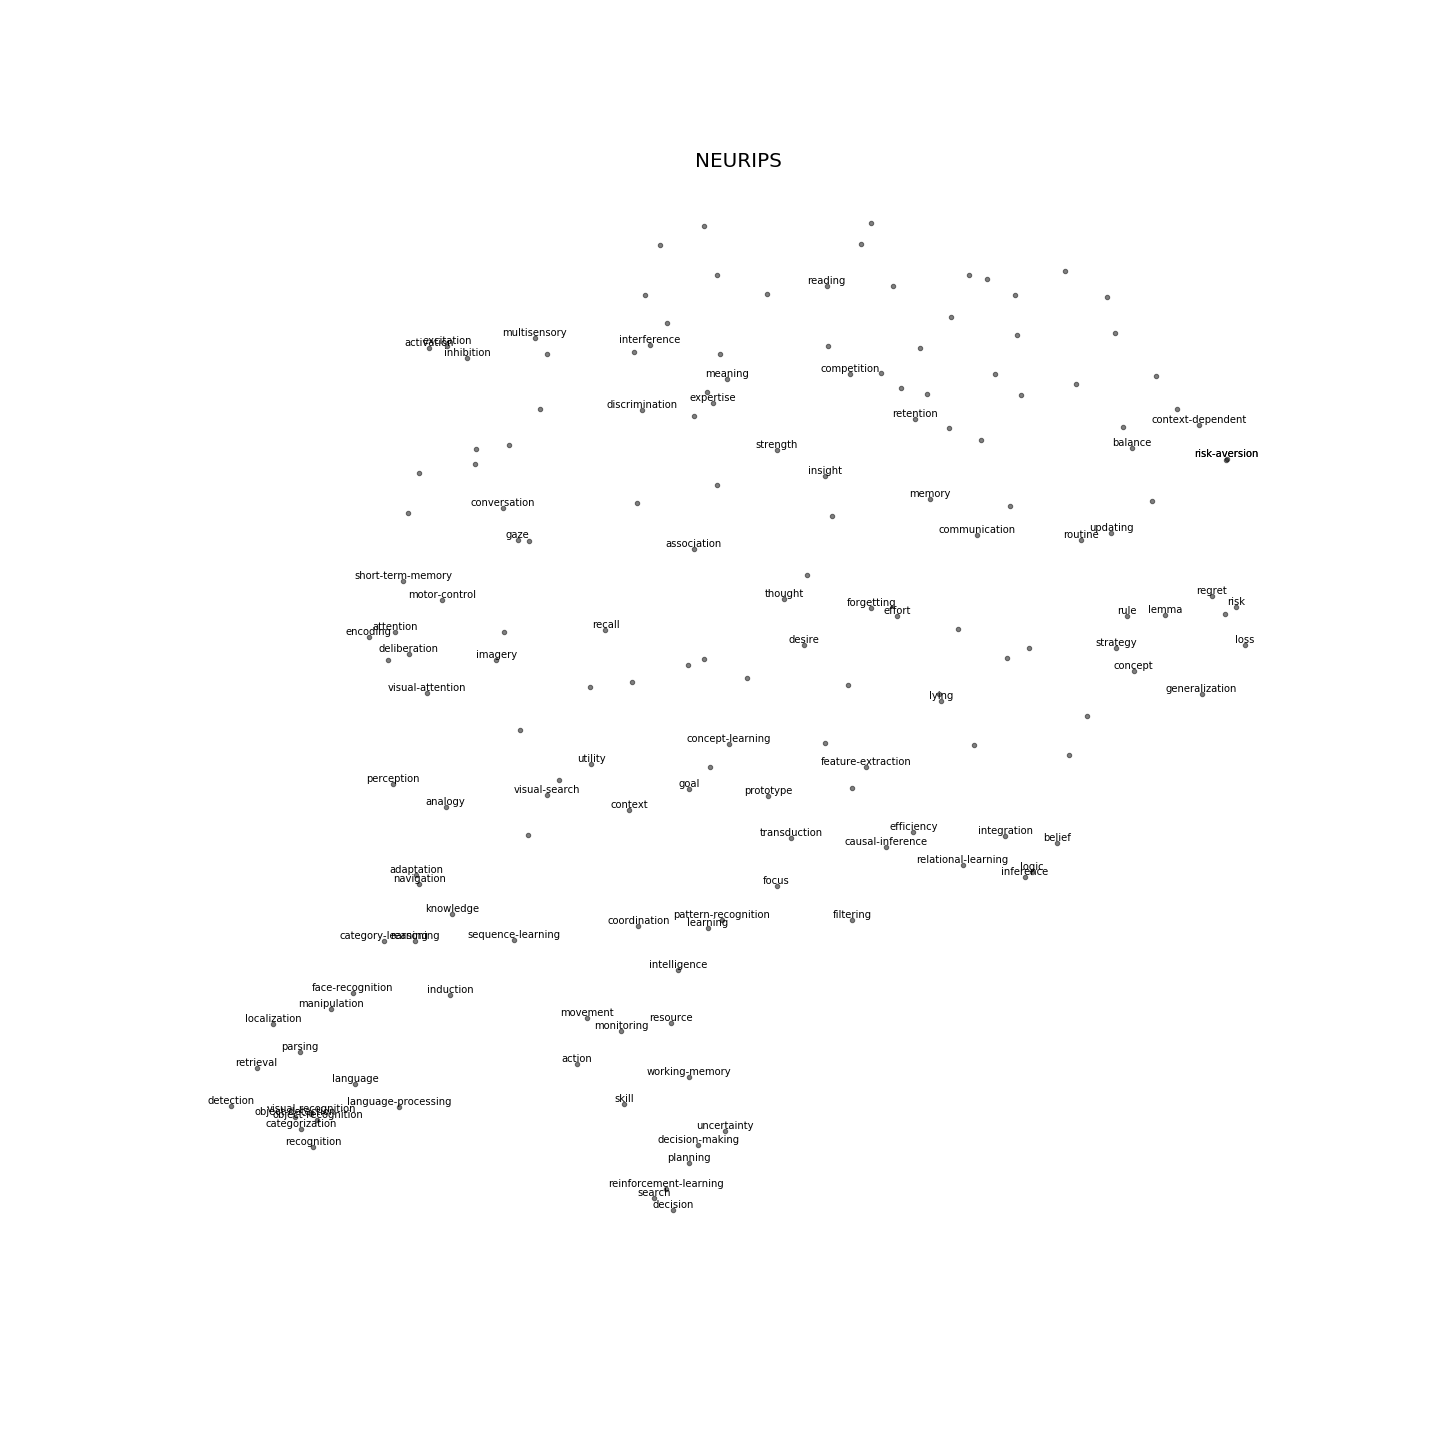 NEURIPS
reading
multisensory
interference
activation
excitation
inhibition
competition
meaning
expertise
discrimination
retention
context-dependent
strength
balance
risk-aversion
insight
memory
conversation
communication
updating
gaze
routine
association
short-term-memory
motor-control
thought
regret
forgetting
risk
effort
rule
lemma
recall
attention
encoding
desire
strategy
loss
deliberation
imagery
concept
visual-attention
generalization
lying
concept-learning
utility
feature-extraction
perception
goal
visual-search
prototype
analogy
context
efficiency
transduction
integration
causal-inference
belief
relational-learning
logic
inference
adaptation
navigation
focus
knowledge
pattern-recognition
filtering
coordination
learning
category-learning
reasoning
sequence-learning
intelligence
face-recognition
induction
manipulation
localization
movement
resource
monitoring
parsing
retrieval
action
working-memory
language
detection
language-processing
skill
visual-recognition
object-recognition
categorization
uncertainty
recognition
decision-making
planning
reinforcement-learning
search
decision